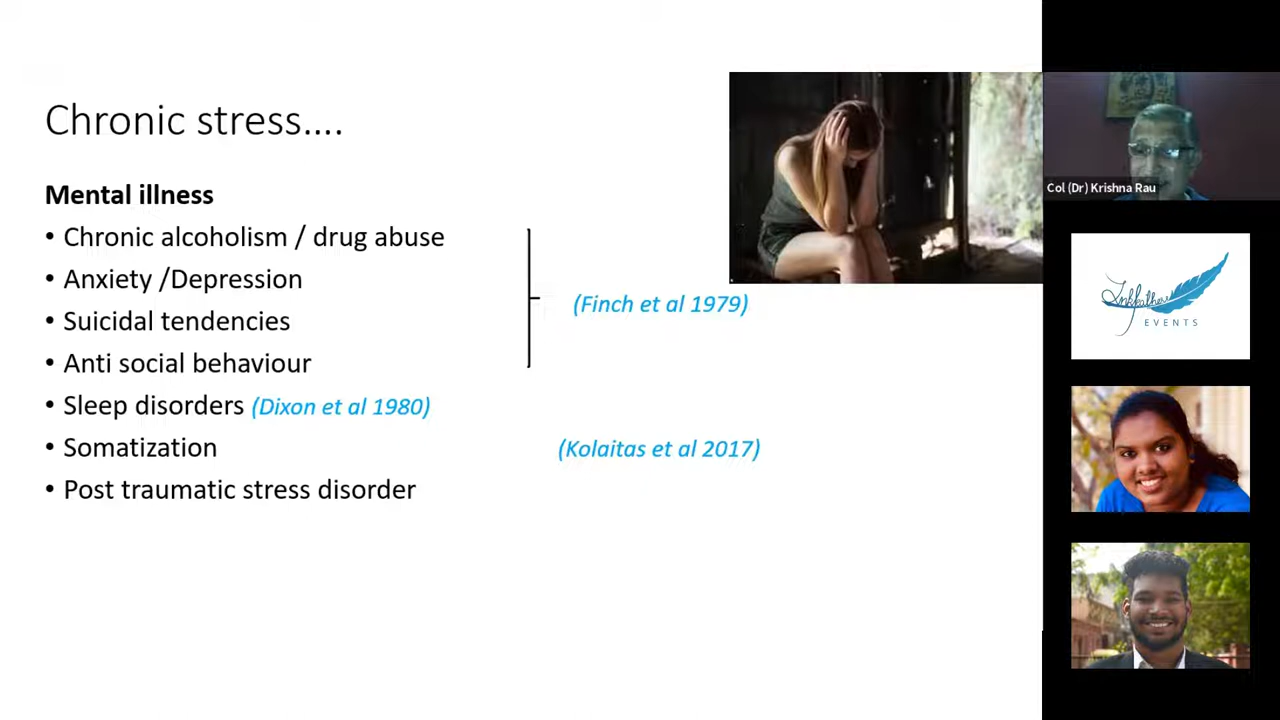 Chronic stress....
Mental illness
• Chronic alcoholism / drug abuse
• Anxiety /Depression
• Suicidal tendencies
• Anti social behaviour
(Finch et al 1979)
• Sleep disorders (Dixon et al 1980)
• Somatization (Kolaitas et al 2017)
• Post traumatic stress disorder
Col (Dr) Krishna Rau
Inkfeathers
EVENTS